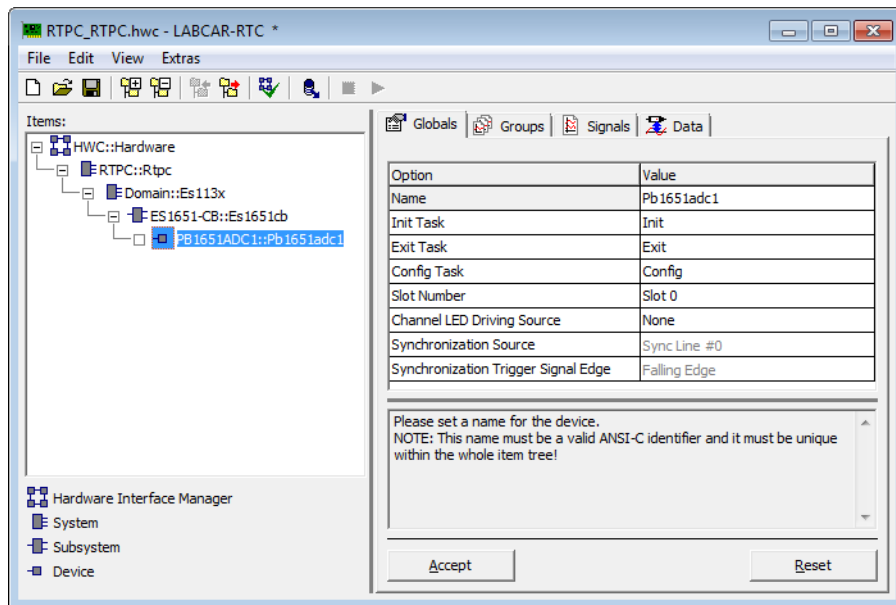 RTPC_RTPC.hwc - LABCAR-RTC *
File Edit View Extras
Items:
HWC::Hardware
RTPC::Rtpc
Domain::Es113x
ES1651-CB::Es1651cb
PB1651ADC1::Pb1651adc1
Hardware Interface Manager
System
Subsystem
Device
Globals Groups Signals Data
Option Value
Name Pb1651adc1
Init Task Init
Exit Task Exit
Config Task Config
Slot Number Slot 0
Channel LED Driving Source None
Synchronization Source Sync Line #0
Synchronization Trigger Signal Edge Falling Edge
Please set a name for the device.
NOTE: This name must be a valid ANSI-C identifier and it must be unique
within the whole item tree!
Accept Reset